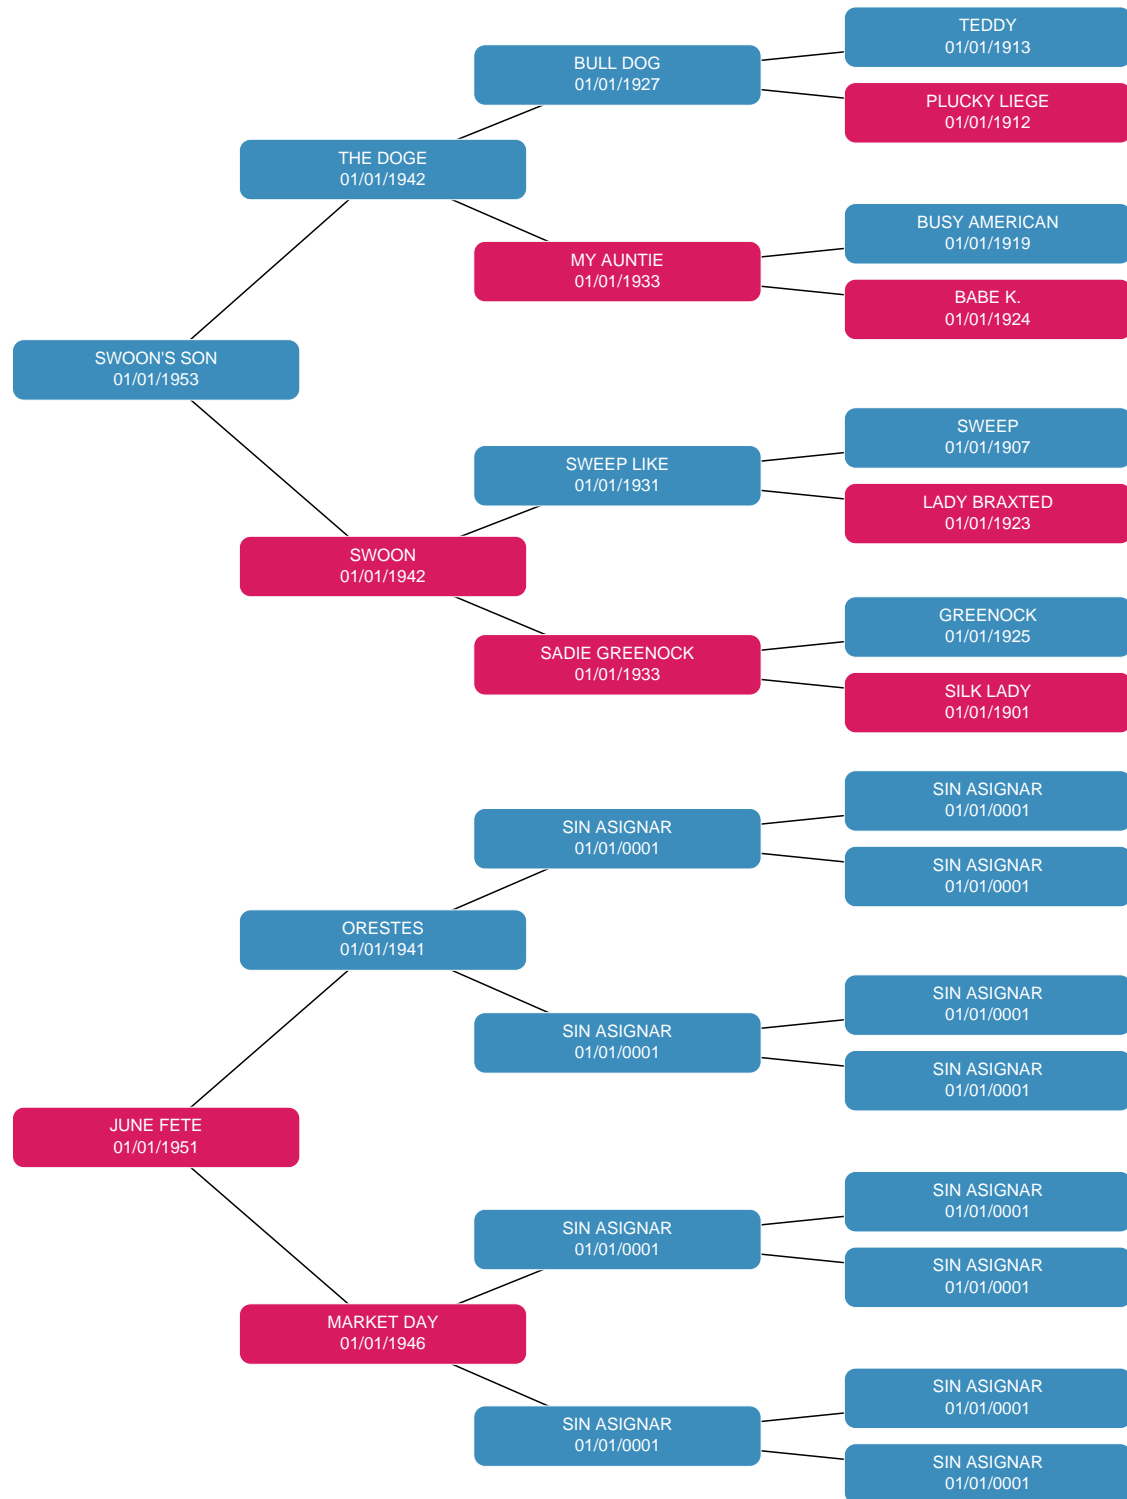 TEDDY
01/01/1913
BULL DOG
01/01/1927
PLUCKY LIEGE
01/01/1912
THE DOGE
01/01/1942
BUSY AMERICAN
01/01/1919
MY AUNTIE
01/01/1933
BABE K.
01/01/1924
SWOON'S SON
01/01/1953
SWEEP
01/01/1907
SWEEP LIKE
01/01/1931
LADY BRAXTED
01/01/1923
SWOON
01/01/1942
GREENOCK
01/01/1925
SADIE GREENOCK
01/01/1933
SILK LADY
01/01/1901
SIN ASIGNAR
01/01/0001
SIN ASIGNAR
01/01/0001
SIN ASIGNAR
01/01/0001
ORESTES
01/01/1941
SIN ASIGNAR
01/01/0001
SIN ASIGNAR
01/01/0001
SIN ASIGNAR
01/01/0001
JUNE FETE
01/01/1951
SIN ASIGNAR
01/01/0001
SIN ASIGNAR
01/01/0001
SIN ASIGNAR
01/01/0001
MARKET DAY
01/01/1946
SIN ASIGNAR
01/01/0001
SIN ASIGNAR
01/01/0001
SIN ASIGNAR
01/01/0001